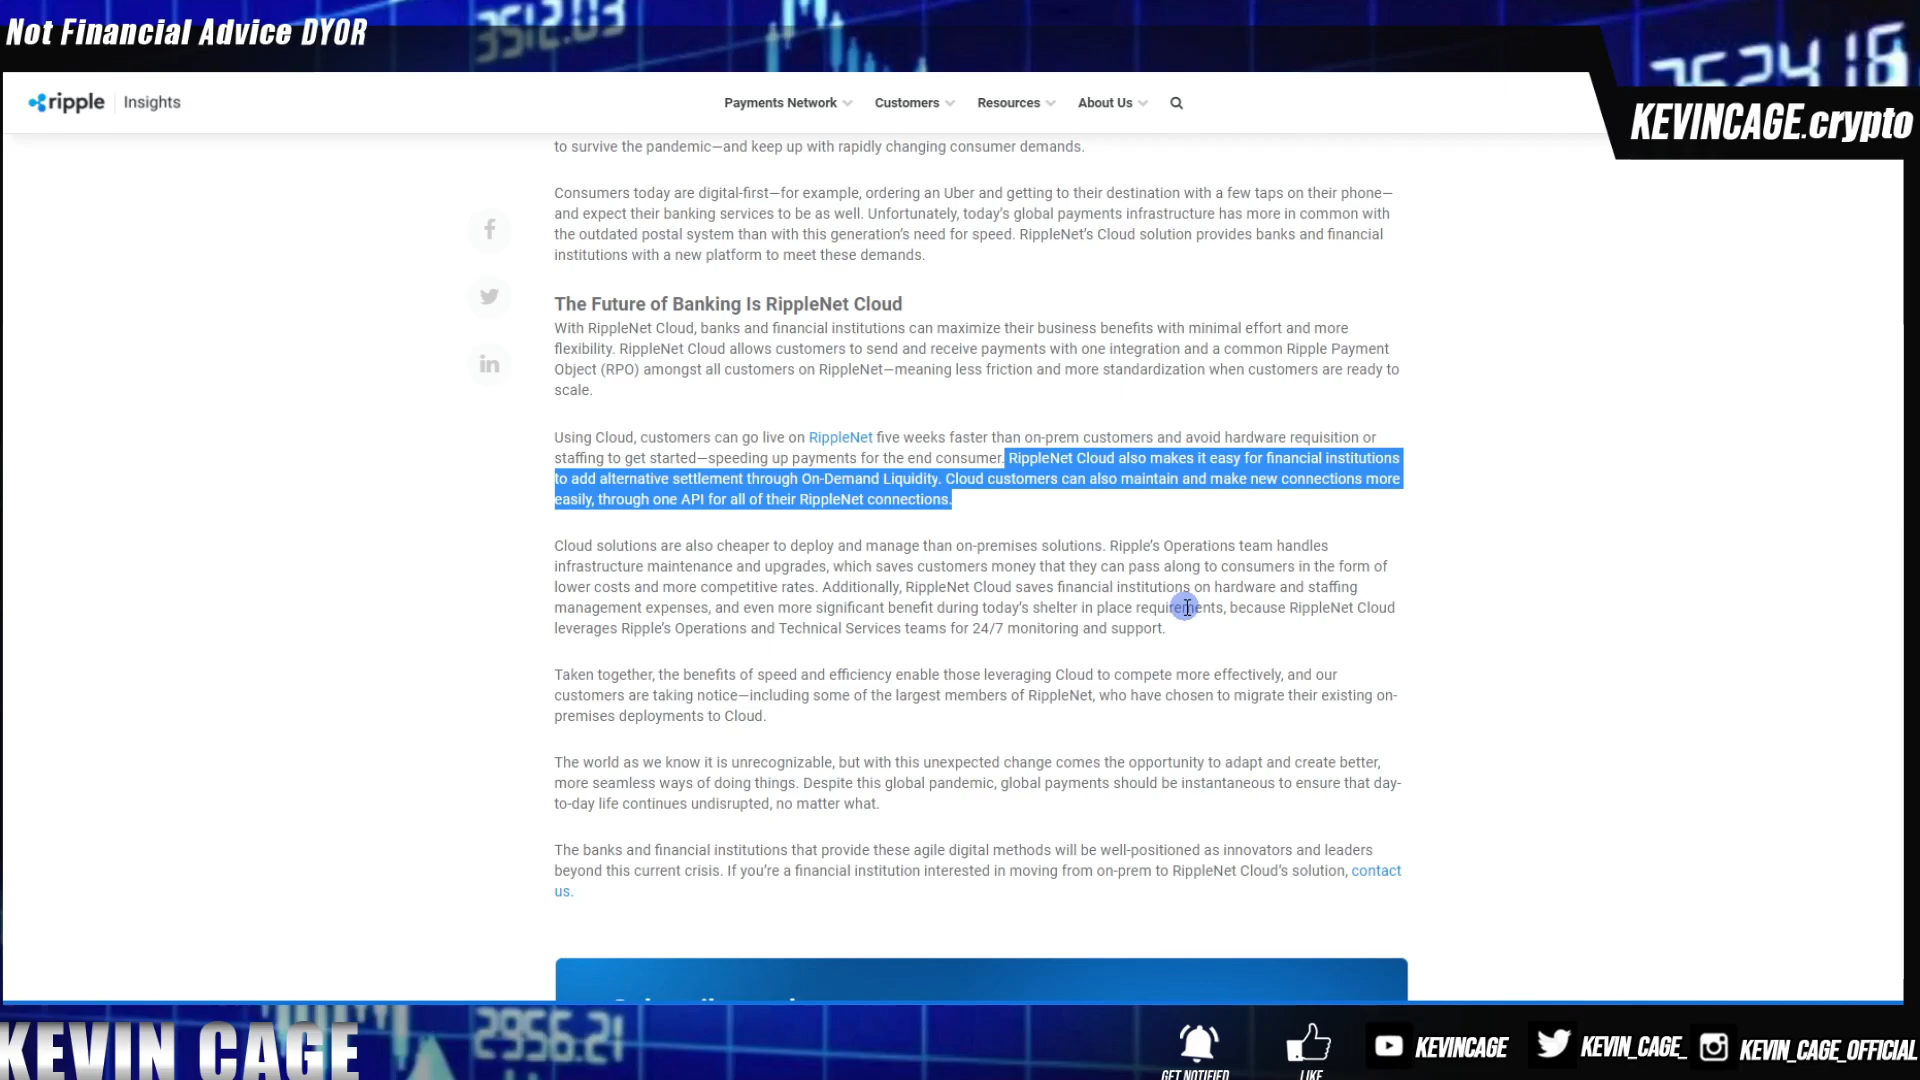 Not Financial Advice DYOR
3512.03
KEVINCAGE.crypto
ripple Insights
Payments Network Customers Resources About Us
to survive the pandemic—and keep up with rapidly changing consumer demands.
Consumers today are digital-first—for example, ordering an Uber and getting to their destination with a few taps on their phone—
and expect their banking services to be as well. Unfortunately, today’s global payments infrastructure has more in common with
the outdated postal system than with this generation’s need for speed. RippleNet’s Cloud solution provides banks and financial
institutions with a new platform to meet these demands.
The Future of Banking Is RippleNet Cloud
With RippleNet Cloud, banks and financial institutions can maximize their business benefits with minimal effort and more
flexibility. RippleNet Cloud allows customers to send and receive payments with one integration and a common Ripple Payment
Object (RPO) amongst all customers on RippleNet—meaning less friction and more standardization when customers are ready to
scale.
Using Cloud, customers can go live on RippleNet five weeks faster than on-prem customers and avoid hardware requisition or
staffing to get started—speeding up payments for the end consumer. RippleNet Cloud also makes it easy for financial institutions
to add alternative settlement through On-Demand Liquidity. Cloud customers can also maintain and make new connections more
easily, through one API for all of their RippleNet connections.
Cloud solutions are also cheaper to deploy and manage than on-premises solutions. Ripple’s Operations team handles
infrastructure maintenance and upgrades, which saves customers money that they can pass along to consumers in the form of
lower costs and more competitive rates. Additionally, RippleNet Cloud saves financial institutions on hardware and staffing
management expenses, and even more significant benefit during today’s shelter in place requirements, because RippleNet Cloud
leverages Ripple’s Operations and Technical Services teams for 24/7 monitoring and support.
Taken together, the benefits of speed and efficiency enable those leveraging Cloud to compete more effectively, and our
customers are taking notice—including some of the largest members of RippleNet, who have chosen to migrate their existing on-
premises deployments to Cloud.
The world as we know it is unrecognizable, but with this unexpected change comes the opportunity to adapt and create better,
more seamless ways of doing things. Despite this global pandemic, global payments should be instantaneous to ensure that day-
to-day life continues undisrupted, no matter what.
The banks and financial institutions that provide these agile digital methods will be well-positioned as innovators and leaders
beyond this current crisis. If you’re a financial institution interested in moving from on-prem to RippleNet Cloud’s solution, contact
us.
KEVIN CAGE
2956.21
GET NOTIFIED
LIKE
KEVINCAGE
KEVIN_CAGE_
KEVIN_CAGE_OFFICIAL